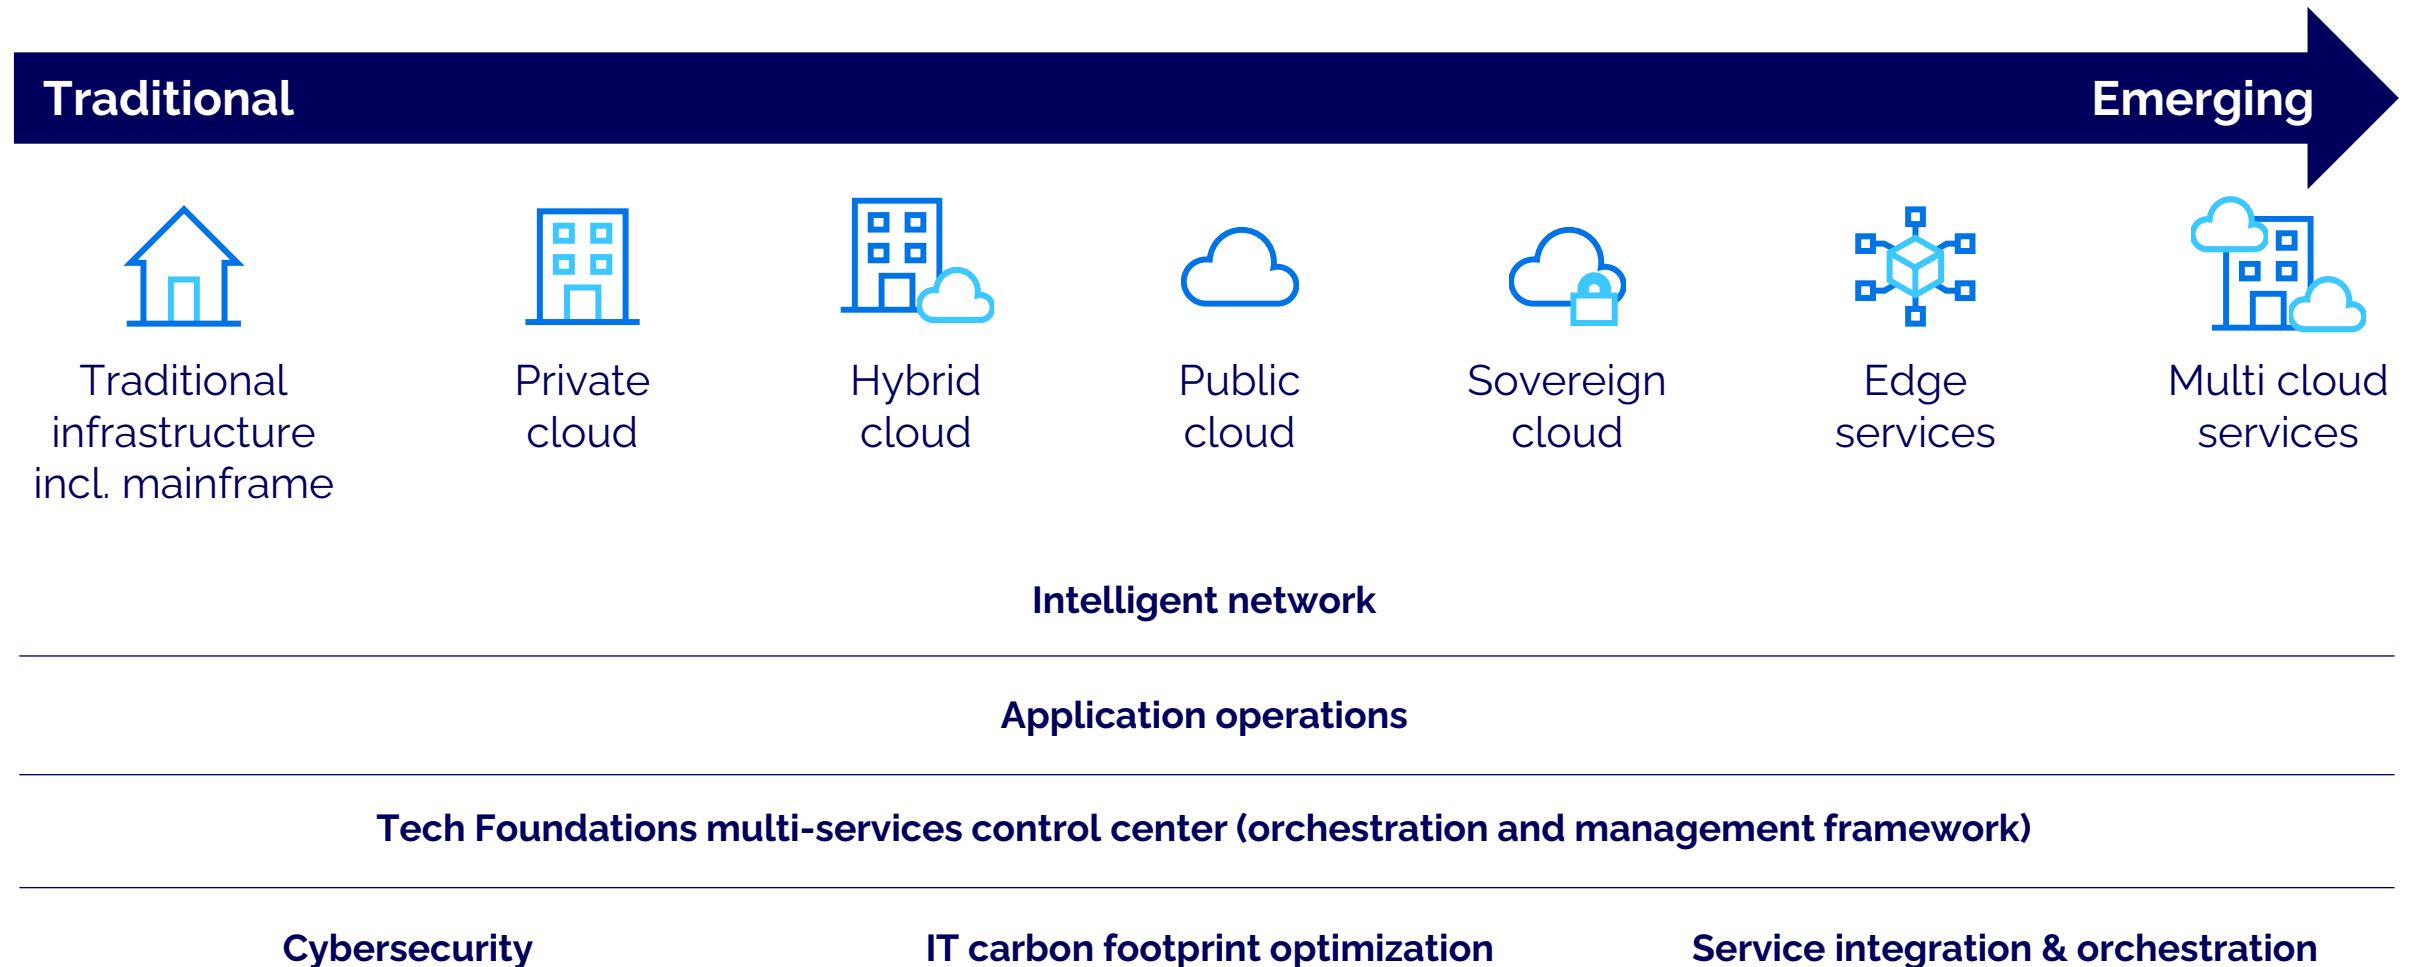 Traditional
Emerging
Traditional
infrastructure
incl. mainframe
Private
cloud
Hybrid
cloud
Public
cloud
Sovereign
cloud
Edge
services
Multi cloud
services
Intelligent network
Application operations
Tech Foundations multi-services control center (orchestration and management framework)
Cybersecurity
IT carbon footprint optimization
Service integration & orchestration